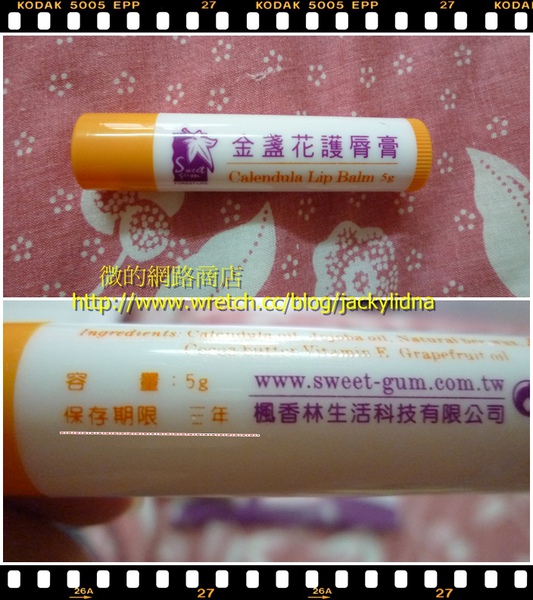 KODAK 5005 EPP 27 KODAK 5005 EPP 27 KODAK
金盞花護唇膏
Sweet
Calendula Lip Balm 5g
微的網路商店
http://www.wretch.cc/blog/jackylidna
Ingredients: Calendula oil, Jojoba oil, Natural bee wax,
Cocoa butter Vitamin E, Grapefruit oil
容 量：5g
www.sweet-gum.com.tw
保存期限 三年
楓香林生活科技有限公司
26A 27 26A 27